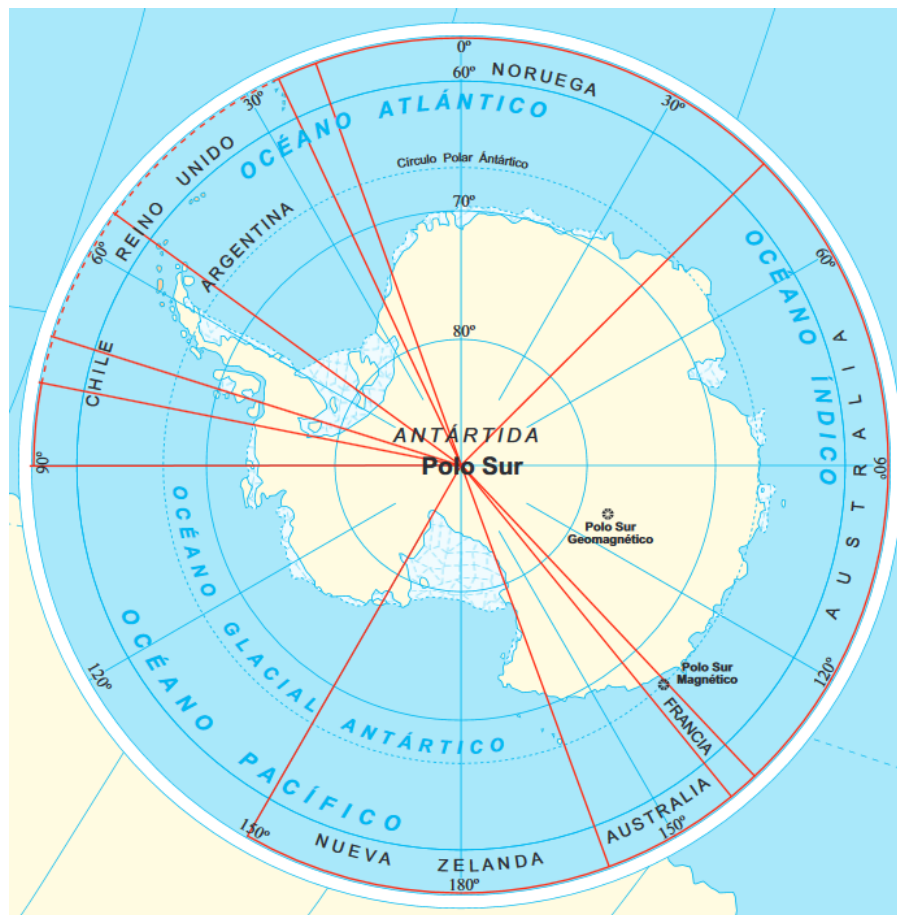 0º
NORUEGA
60º
30º
30º
OCÉANO ATLÁNTICO
REINO UNIDO
Círculo Polar Ántártico
ARGENTINA
70º
60º
60º
OCÉANO ÍNDICO
80º
CHILE
AUSTRALIA
ANTÁRTIDA
Polo Sur
90º
90º
OCÉANO GLACIAL ANTÁRTICO
Polo Sur
Geomagnético
OCÉANO PACÍFICO
120º
Polo Sur
Magnético
120º
FRANCIA
AUSTRALIA
150º
150º
NUEVA ZELANDA
180º